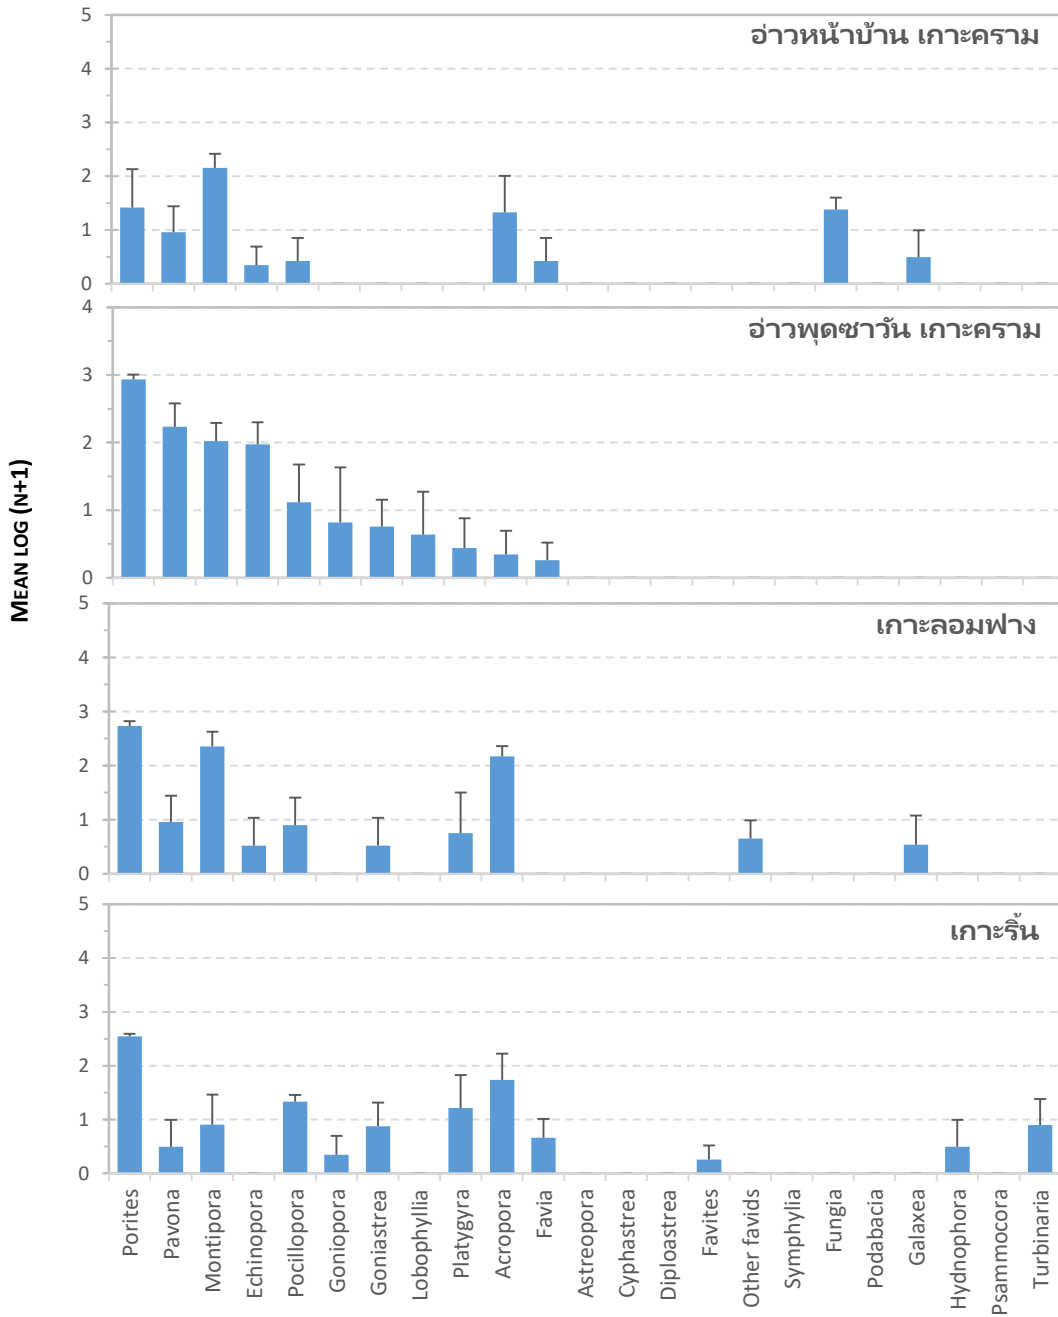 MEAN LOG (N+1)
อ่าวหน้าบ้าน เกาะคราม
5
4
3
2
1
0
อ่าวพุดซาวัน เกาะคราม
4
3
2
1
0
เกาะลอมฟาง
5
4
3
2
1
0
เกาะริ้น
5
4
3
2
1
0
Porites
Pavona
Montipora
Echinopora
Pocillopora
Goniopora
Goniastrea
Lobophyllia
Platygyra
Acropora
Favia
Astreopora
Cyphastrea
Diploastrea
Favites
Other favids
Symphylia
Fungia
Podabacia
Galaxea
Hydnophora
Psammocora
Turbinaria